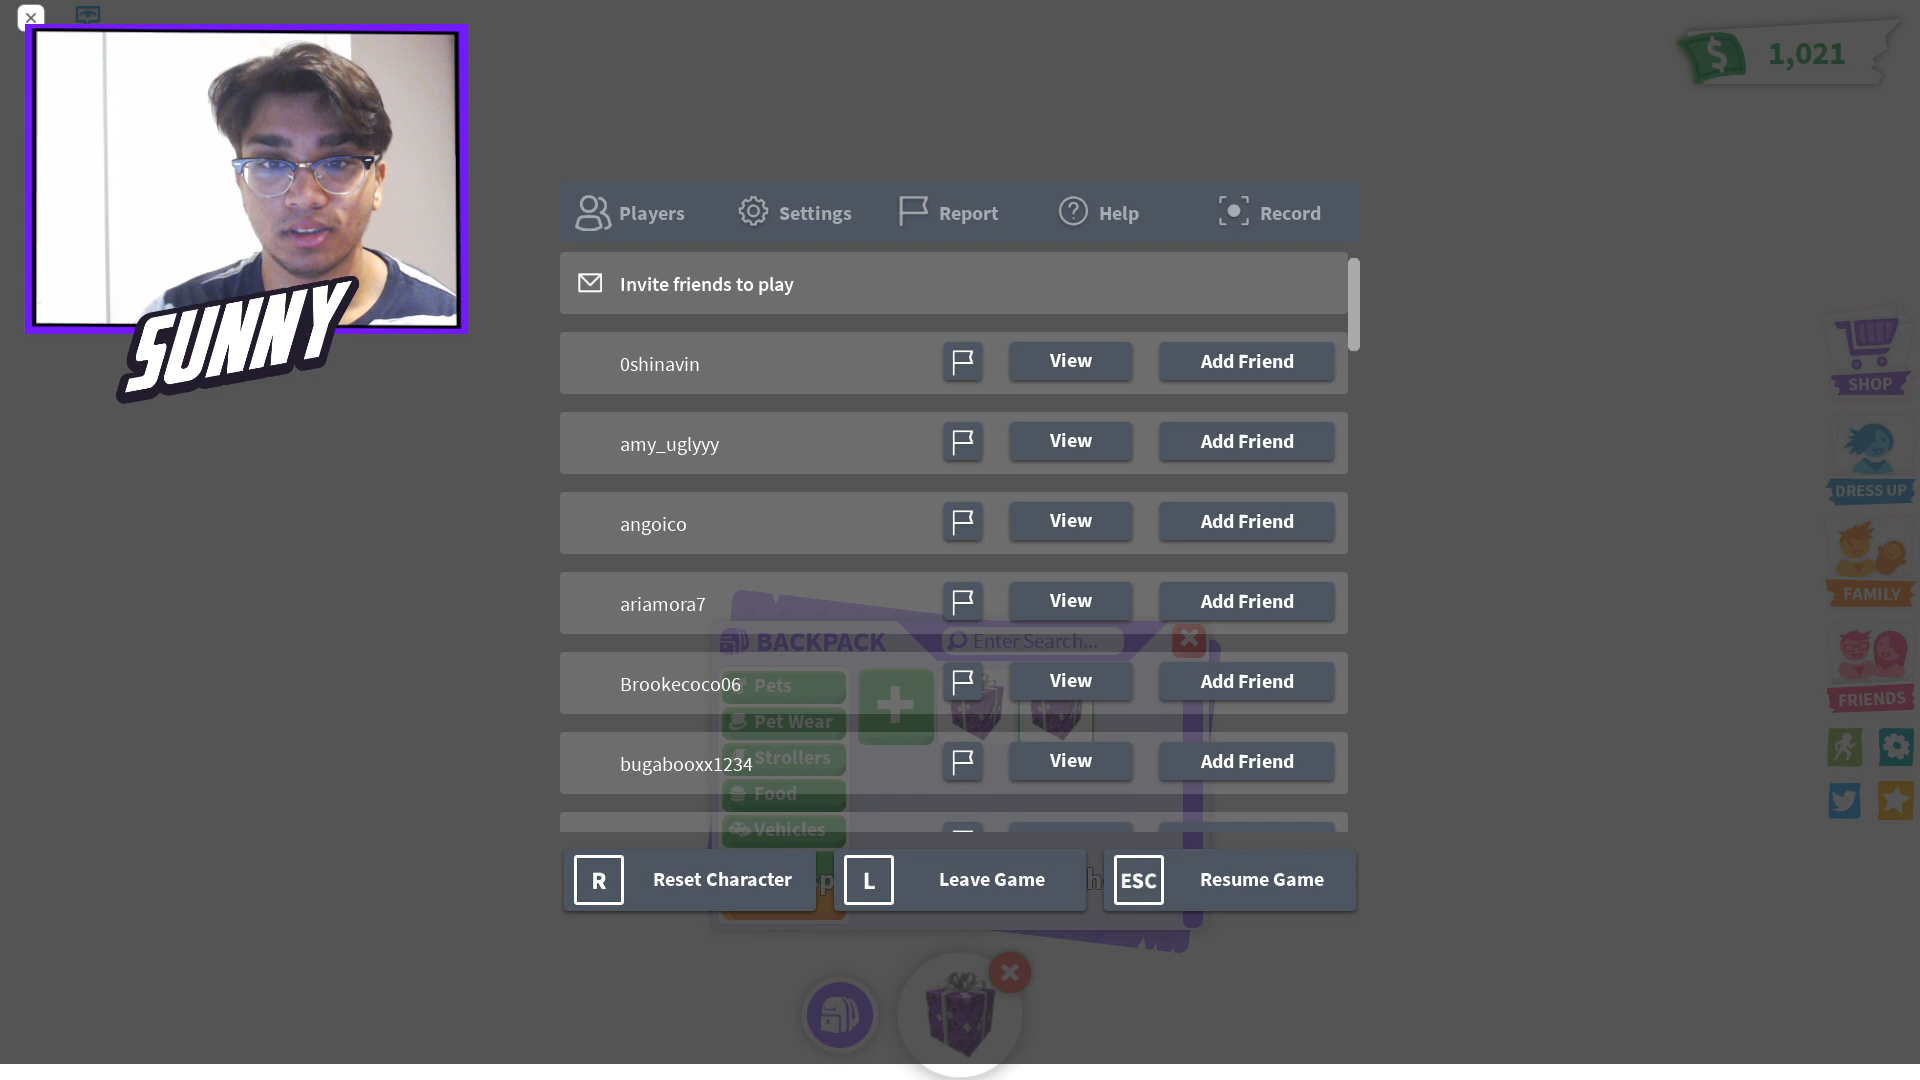 1,021
SUNNY
Players
Settings
Report
Help
Record
Invite friends to play
0shinavin
View
Add Friend
amy_uglyyy
View
Add Friend
angoico
View
Add Friend
ariamora7
View
Add Friend
BACKPACK
Enter Search...
Brookecoco06
View
Add Friend
Pets
Pet Wear
bugabooxx1234
View
Add Friend
Strollers
Food
Vehicles
R
Reset Character
L
Leave Game
ESC
Resume Game
SHOP
DRESS UP
FAMILY
FRIENDS